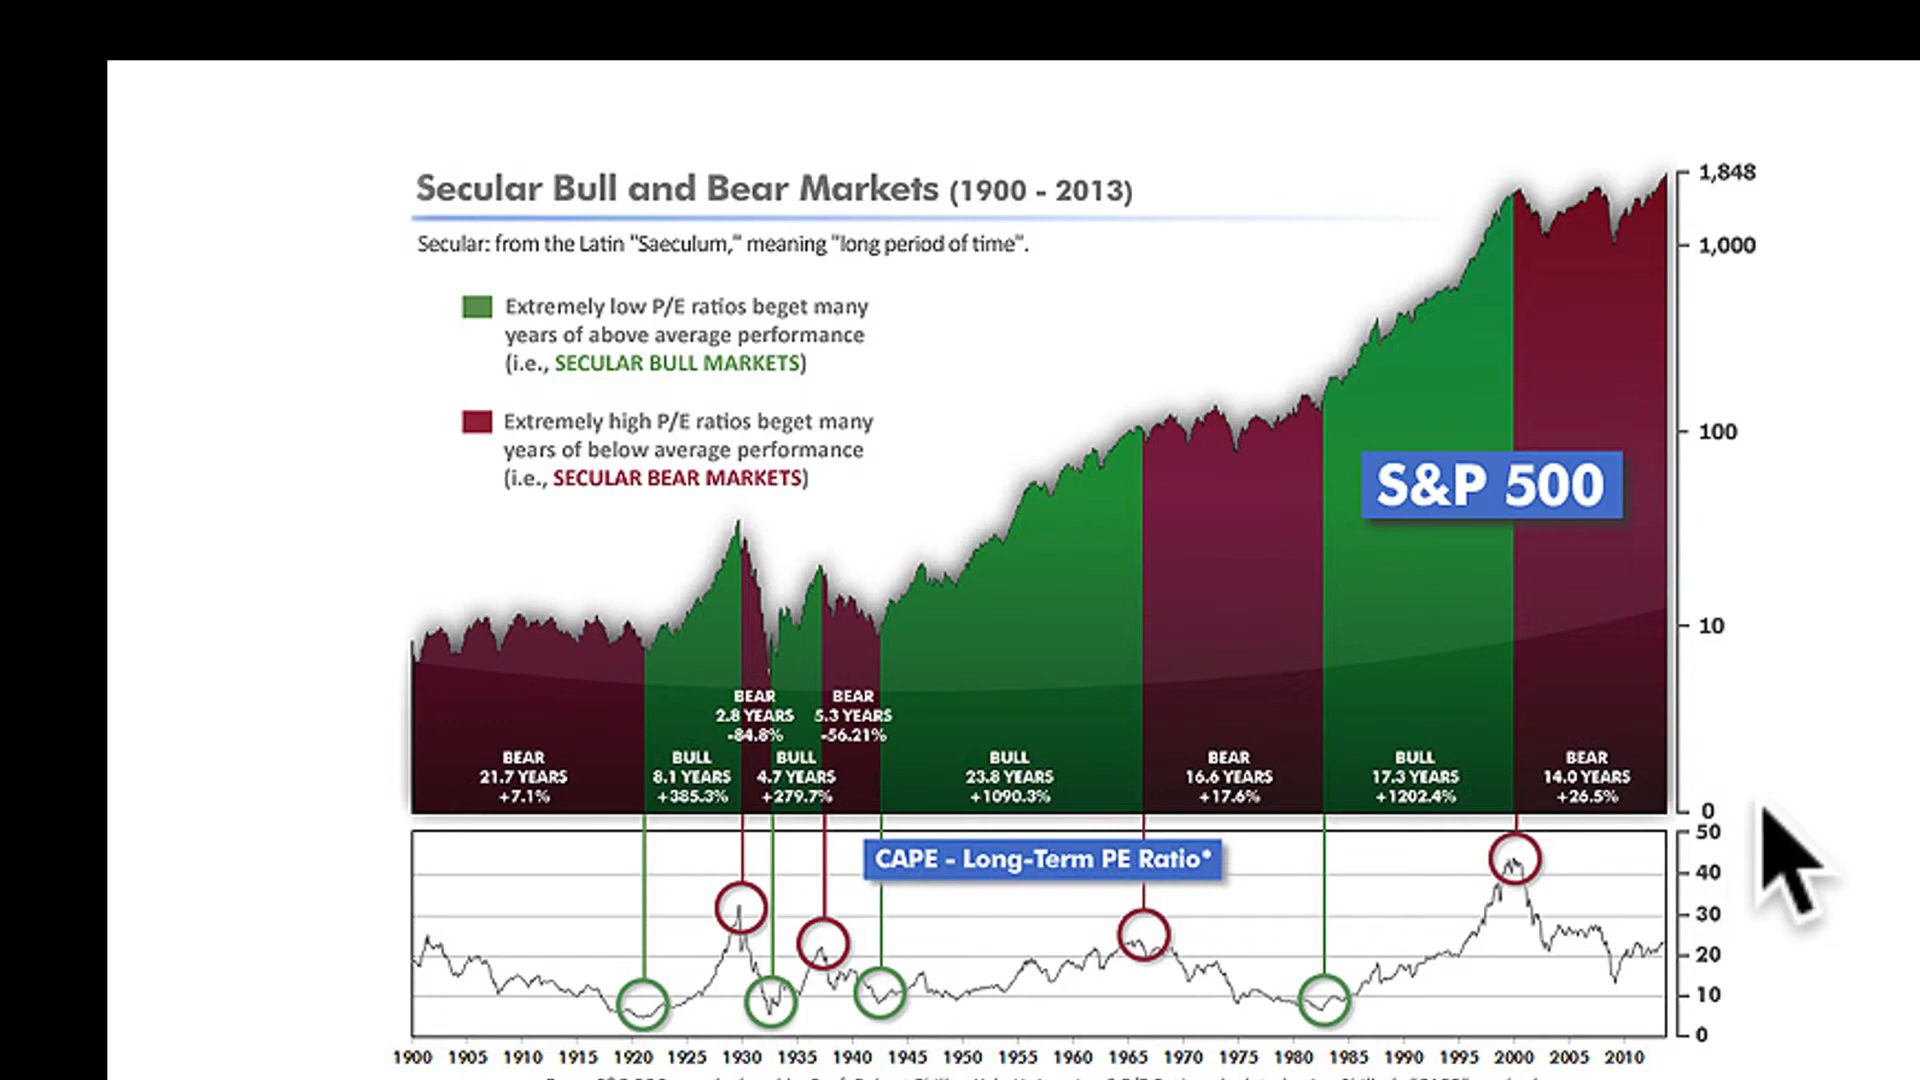 Secular Bull and Bear Markets (1900 - 2013)
Secular: from the Latin "Saeculum," meaning "long period of time".
Extremely low P/E ratios beget many
years of above average performance
(i.e., SECULAR BULL MARKETS)
Extremely high P/E ratios beget many
years of below average performance
(i.e., SECULAR BEAR MARKETS)
1,848
1,000
100
10
0
S&P 500
BEAR
21.7 YEARS
+7.1%
BULL
8.1 YEARS
+385.3%
BEAR
2.8 YEARS
-84.8%
BULL
4.7 YEARS
+279.7%
BEAR
5.3 YEARS
-56.21%
BULL
23.8 YEARS
+1090.3%
BEAR
16.6 YEARS
+17.6%
BULL
17.3 YEARS
+1202.4%
BEAR
14.0 YEARS
+26.5%
CAPE - Long-Term PE Ratio*
50
40
30
20
10
0
1900 1905 1910 1915 1920 1925 1930 1935 1940 1945 1950 1955 1960 1965 1970 1975 1980 1985 1990 1995 2000 2005 2010